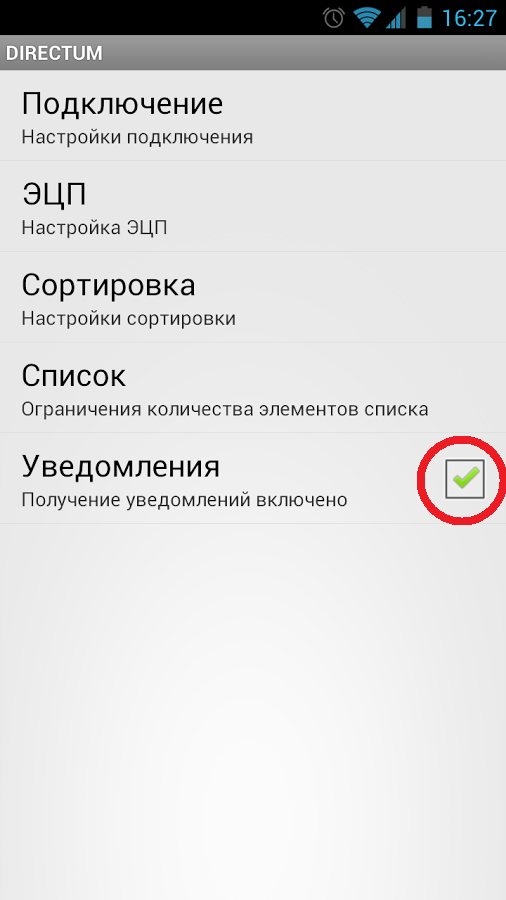 16:27
DIRECTUM
Подключение
Настройки подключения
ЭЦП
Настройка ЭЦП
Сортировка
Настройки сортировки
Список
Ограничения количества элементов списка
Уведомления
Получение уведомлений включено